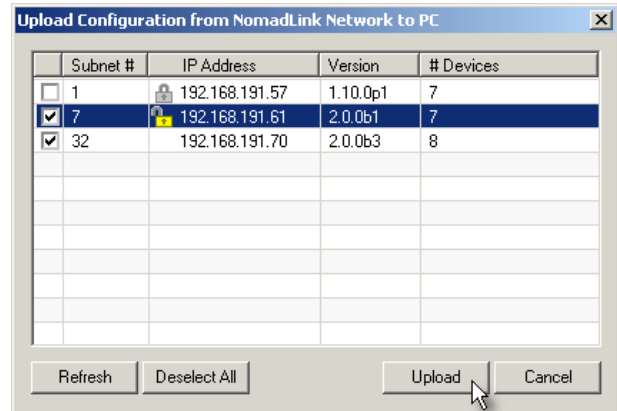 Upload Configuration from NomadLink Network to PC
Subnet # IP Address Version # Devices
1 192.168.191.57 1.10.0p1 7
7 192.168.191.61 2.0.0b1 7
32 192.168.191.70 2.0.0b3 8
Refresh Deselect All Upload Cancel